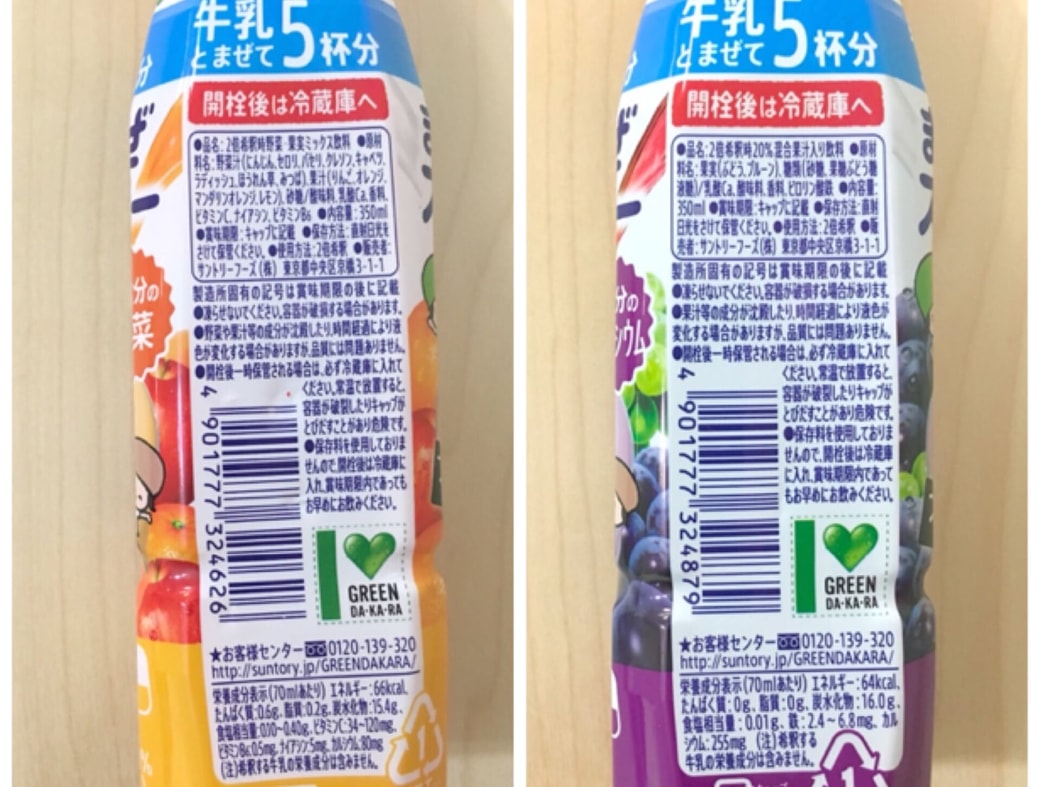 牛乳
とまぜて5杯分
分
開栓後は冷蔵庫へ
●品名:2倍希釈時野菜・果実ミックス飲料 ●原材
料名:野菜汁(にんじん、セロリ、パセリ、クレソン、キャベツ、
ラディッシュ、ほうれん草、みつば)、果汁(りんご、オレンジ、
マンダリンオレンジ、レモン)、砂糖/酸味料、乳酸Ca、香料、
ビタミンC、ナイアシン、ビタミンB6 ●内容量:350ml
●賞味期限:キャップに記載 ●保存方法:直射日光を
さけて保管ください。●使用方法:2倍希釈 ●販売者:
サントリーフーズ(株) 東京都中央区京橋3-1-1
製造所固有の記号は賞味期限の後に記載
●凍らせないでください。容器が破損する場合があります。
●野菜や果汁等の成分が沈殿したり、時間経過により液
色が変化する場合がありますが、品質には問題ありません。
●開栓後一時保管される場合は、必ず冷蔵庫に入れて
ください。常温で放置すると、
容器が破裂したりキャップが
とびだすことがあり危険です。
●保存料を使用しておりま
せんので、開栓後は冷蔵庫
に入れ、賞味期限内であっても
お早めにお飲みください。
4 901777 324626
分の
菜
GREEN
DA・KA・RA
★お客様センター 0120-139-320
http://suntory.jp/GREENDAKARA/
栄養成分表示(70mlあたり) エネルギー:66kcal、
たんぱく質:0.6g、脂質:0.2g、炭水化物:15.4g、
食塩相当量:0.10~0.40g、ビタミンC:34~120mg、
ビタミンB6:0.5mg、ナイアシン:5mg、カルシウム:80mg
(注)希釈する牛乳の栄養成分は含みません。
1
牛乳
とまぜて5杯分
分
開栓後は冷蔵庫へ
●品名:2倍希釈時20%混合果汁入り飲料 ●原材
料名:果実(ぶどう、プルーン)、糖類(砂糖、果糖ぶどう糖
液糖)/乳酸Ca、酸味料、香料、ピロリン酸鉄 ●内容量:
350ml ●賞味期限:キャップに記載 ●保存方法:直射
日光をさけて保管ください。●使用方法:2倍希釈 ●販
売者:サントリーフーズ(株) 東京都中央区京橋3-1-1
製造所固有の記号は賞味期限の後に記載
●凍らせないでください。容器が破損する場合があります。
●果汁等の成分が沈殿したり、時間経過により液色が
変化する場合がありますが、品質には問題ありません。
●開栓後一時保管される場合は、必ず冷蔵庫に入れて
ください。常温で放置すると、
容器が破裂したりキャップが
とびだすことがあり危険です。
●保存料を使用しておりま
せんので、開栓後は冷蔵庫
に入れ、賞味期限内であって
もお早めにお飲みください。
4 901777 324879
分の
シウム
GREEN
DA・KA・RA
★お客様センター 0120-139-320
http://suntory.jp/GREENDAKARA/
栄養成分表示(70mlあたり) エネルギー:64kcal、
たんぱく質:0g、脂質:0g、炭水化物:16.0g、
食塩相当量:0.01g、鉄:2.4~6.8mg、カル
シウム:255mg (注)希釈する
牛乳の栄養成分は含みません。
1